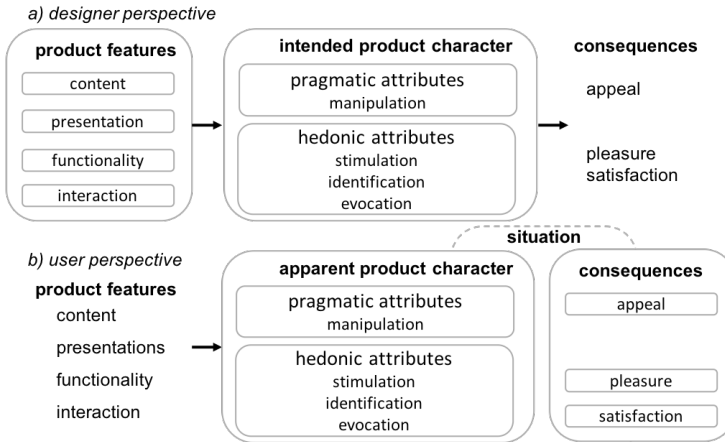 a) designer perspective
product features
content
presentation
functionality
interaction
intended product character
pragmatic attributes
manipulation
hedonic attributes
stimulation
identification
evocation
consequences
appeal
pleasure
satisfaction
situation
b) user perspective
product features
content
presentations
functionality
interaction
apparent product character
pragmatic attributes
manipulation
hedonic attributes
stimulation
identification
evocation
consequences
appeal
pleasure
satisfaction